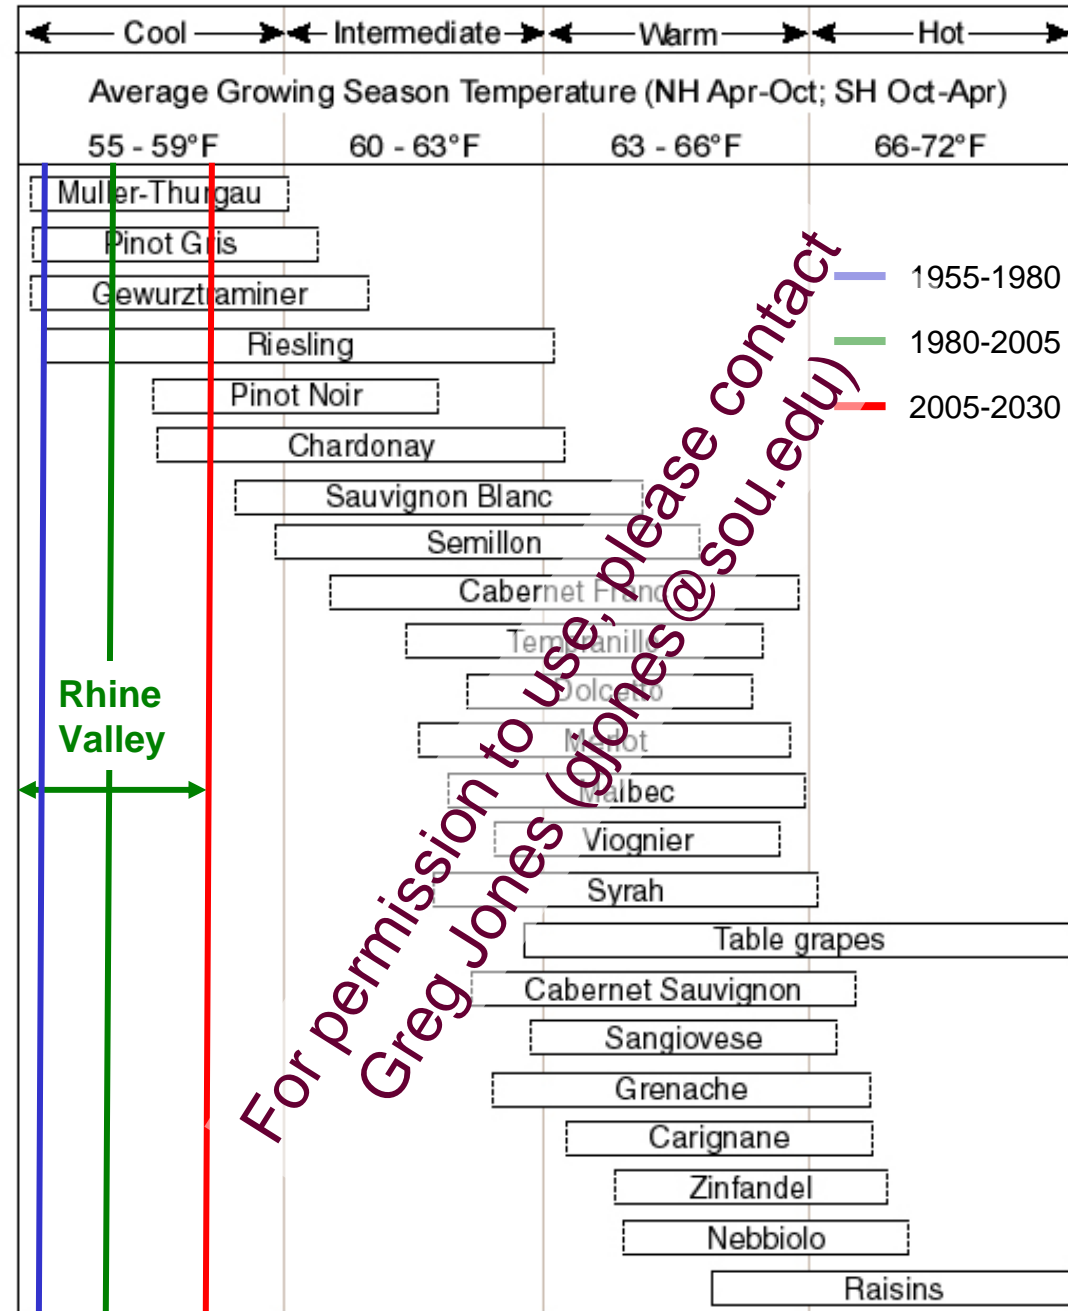 Cool Intermediate Warm Hot
Average Growing Season Temperature (NH Apr-Oct; SH Oct-Apr)
55 - 59°F 60 - 63°F 63 - 66°F 66-72°F
Muller-Thurgau
Pinot Gris
Gewurztraminer
Riesling
Pinot Noir
Chardonay
Sauvignon Blanc
Semillon
Cabernet Franc
Tempranillo
Dolcetto
Merlot
Malbec
Viognier
Syrah
Table grapes
Cabernet Sauvignon
Sangiovese
Grenache
Carignane
Zinfandel
Nebbiolo
Raisins
1955-1980
1980-2005
2005-2030
Rhine
Valley
For permission to use, please contact
Greg Jones (gjones@sou.edu)